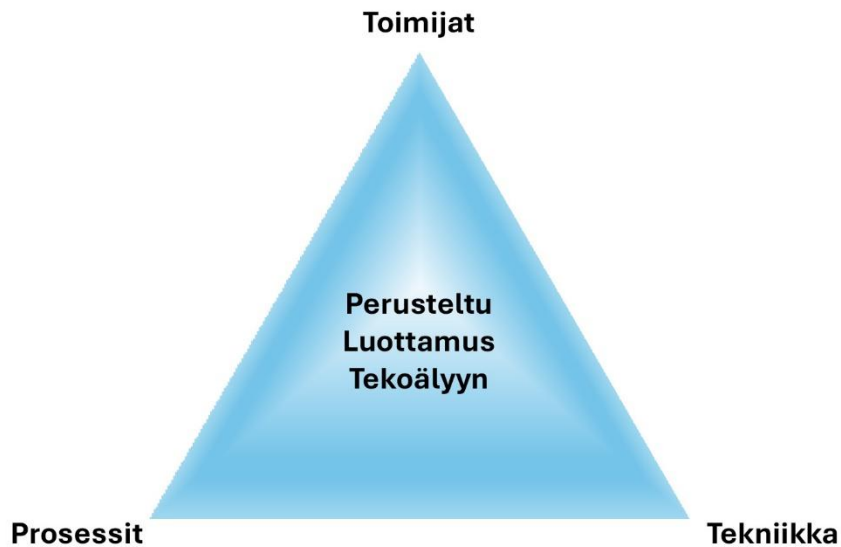 Toimijat
Perusteltu
Luottamus
Tekoälyyn
Prosessit
Tekniikka